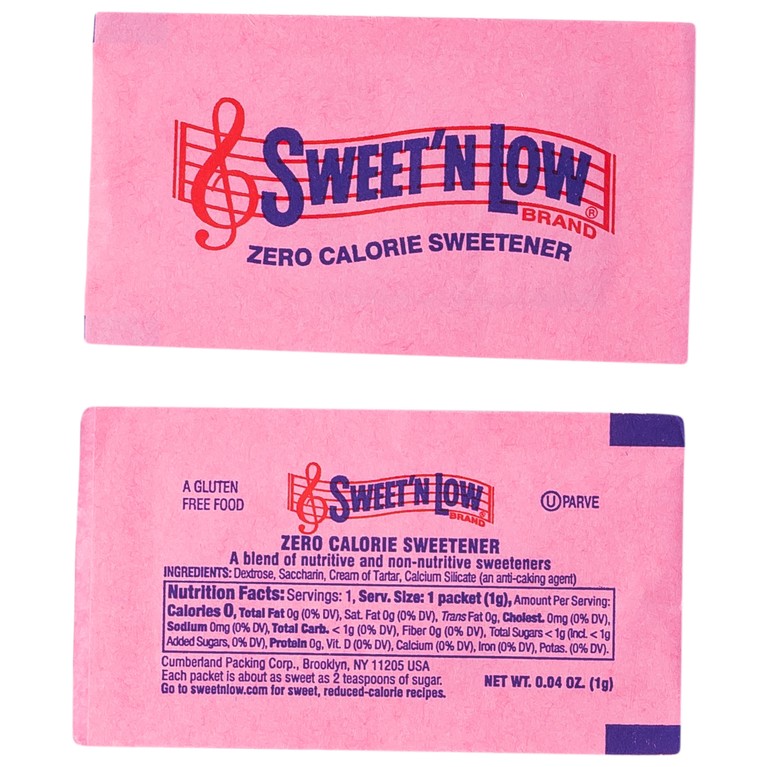 SWEET'N LOW®
BRAND
ZERO CALORIE SWEETENER
A GLUTEN
FREE FOOD
SWEET'N LOW®
BRAND
Ⓤ PARVE
ZERO CALORIE SWEETENER
A blend of nutritive and non-nutritive sweeteners
INGREDIENTS: Dextrose, Saccharin, Cream of Tartar, Calcium Silicate (an anti-caking agent)
Nutrition Facts: Servings: 1, Serv. Size: 1 packet (1g), Amount Per Serving:
Calories 0, Total Fat 0g (0% DV), Sat. Fat 0g (0% DV), Trans Fat 0g, Cholest. 0mg (0% DV),
Sodium 0mg (0% DV), Total Carb. < 1g (0% DV), Fiber 0g (0% DV), Total Sugars < 1g (Incl. < 1g
Added Sugars, 0% DV), Protein 0g, Vit. D (0% DV), Calcium (0% DV), Iron (0% DV), Potas. (0% DV).
Cumberland Packing Corp., Brooklyn, NY 11205 USA
Each packet is about as sweet as 2 teaspoons of sugar.
Go to sweetnlow.com for sweet, reduced-calorie recipes.
NET WT. 0.04 OZ. (1g)